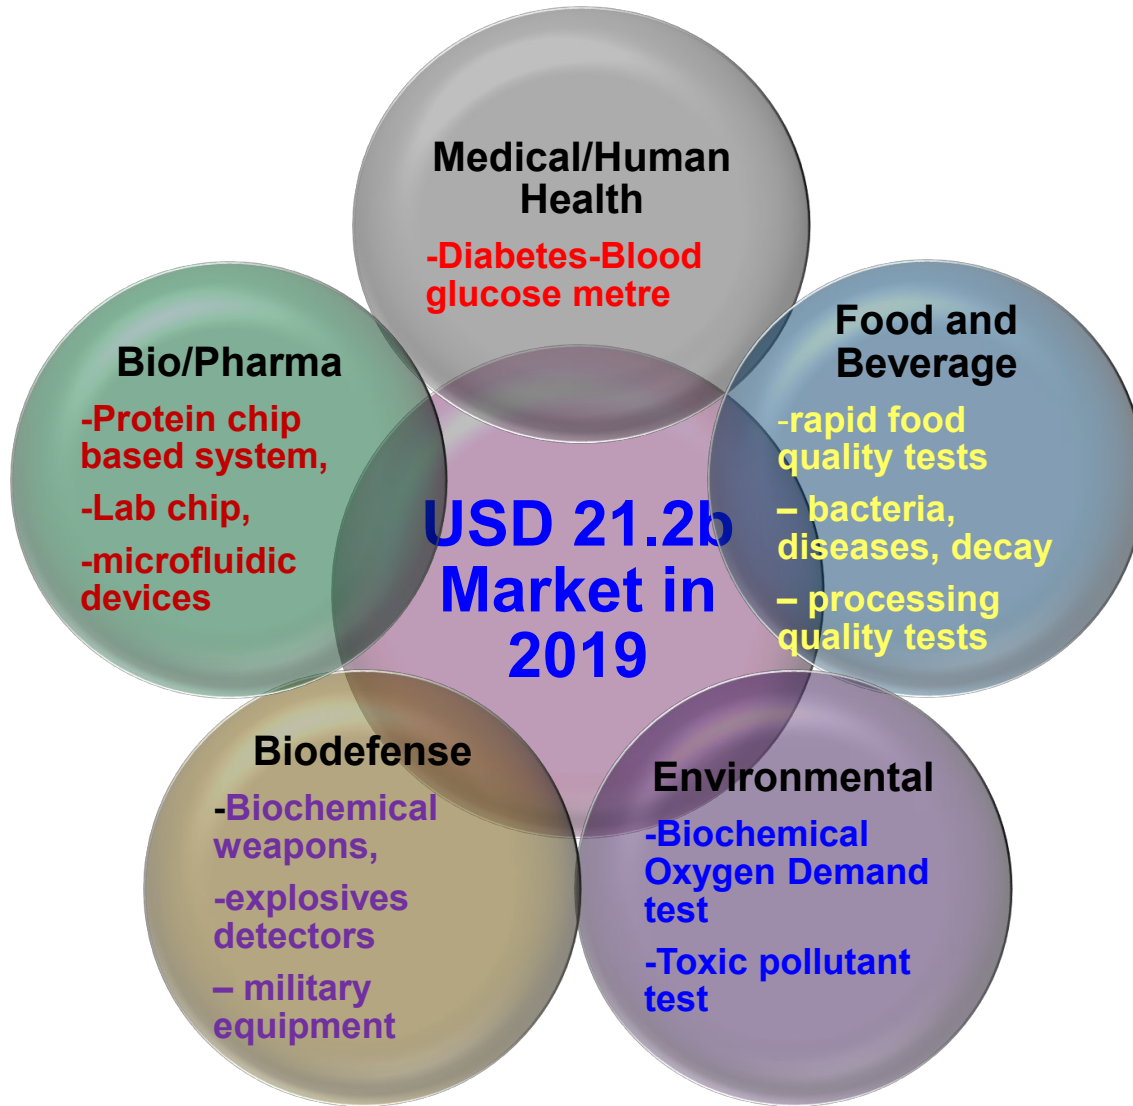 Medical/Human
Health
-Diabetes-Blood
glucose metre
Food and
Beverage
-rapid food
quality tests
– bacteria,
diseases, decay
– processing
quality tests
Environmental
-Biochemical
Oxygen Demand
test
-Toxic pollutant
test
Biodefense
-Biochemical
weapons,
-explosives
detectors
– military
equipment
Bio/Pharma
-Protein chip
based system,
-Lab chip,
-microfluidic
devices
USD 21.2b
Market in
2019